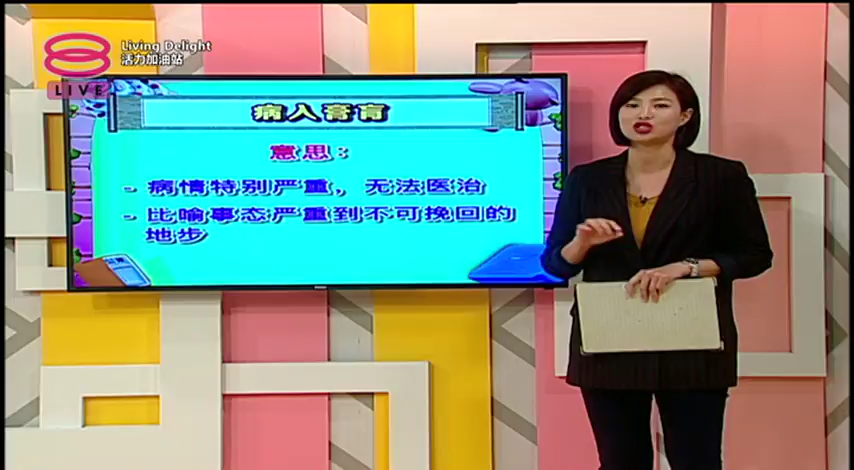 Living Delight
活力加油站
LIVE
病入膏肓
意思：
- 病情特别严重，无法医治
- 比喻事态严重到不可挽回的
地步